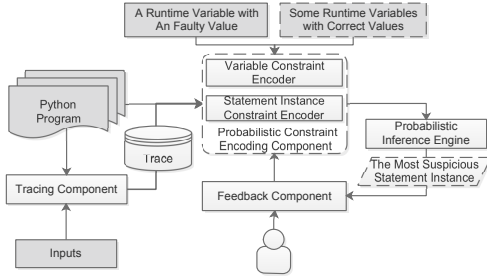 A Runtime Variable with
An Faulty Value
Some Runtime Variables
with Correct Values
Variable Constraint
Encoder
Statement Instance
Constraint Encoder
Probabilistic Constraint
Encoding Component
Python
Program
Trace
Probabilistic
Inference Engine
The Most Suspicious
Statement Instance
Tracing Component
Feedback Component
Inputs